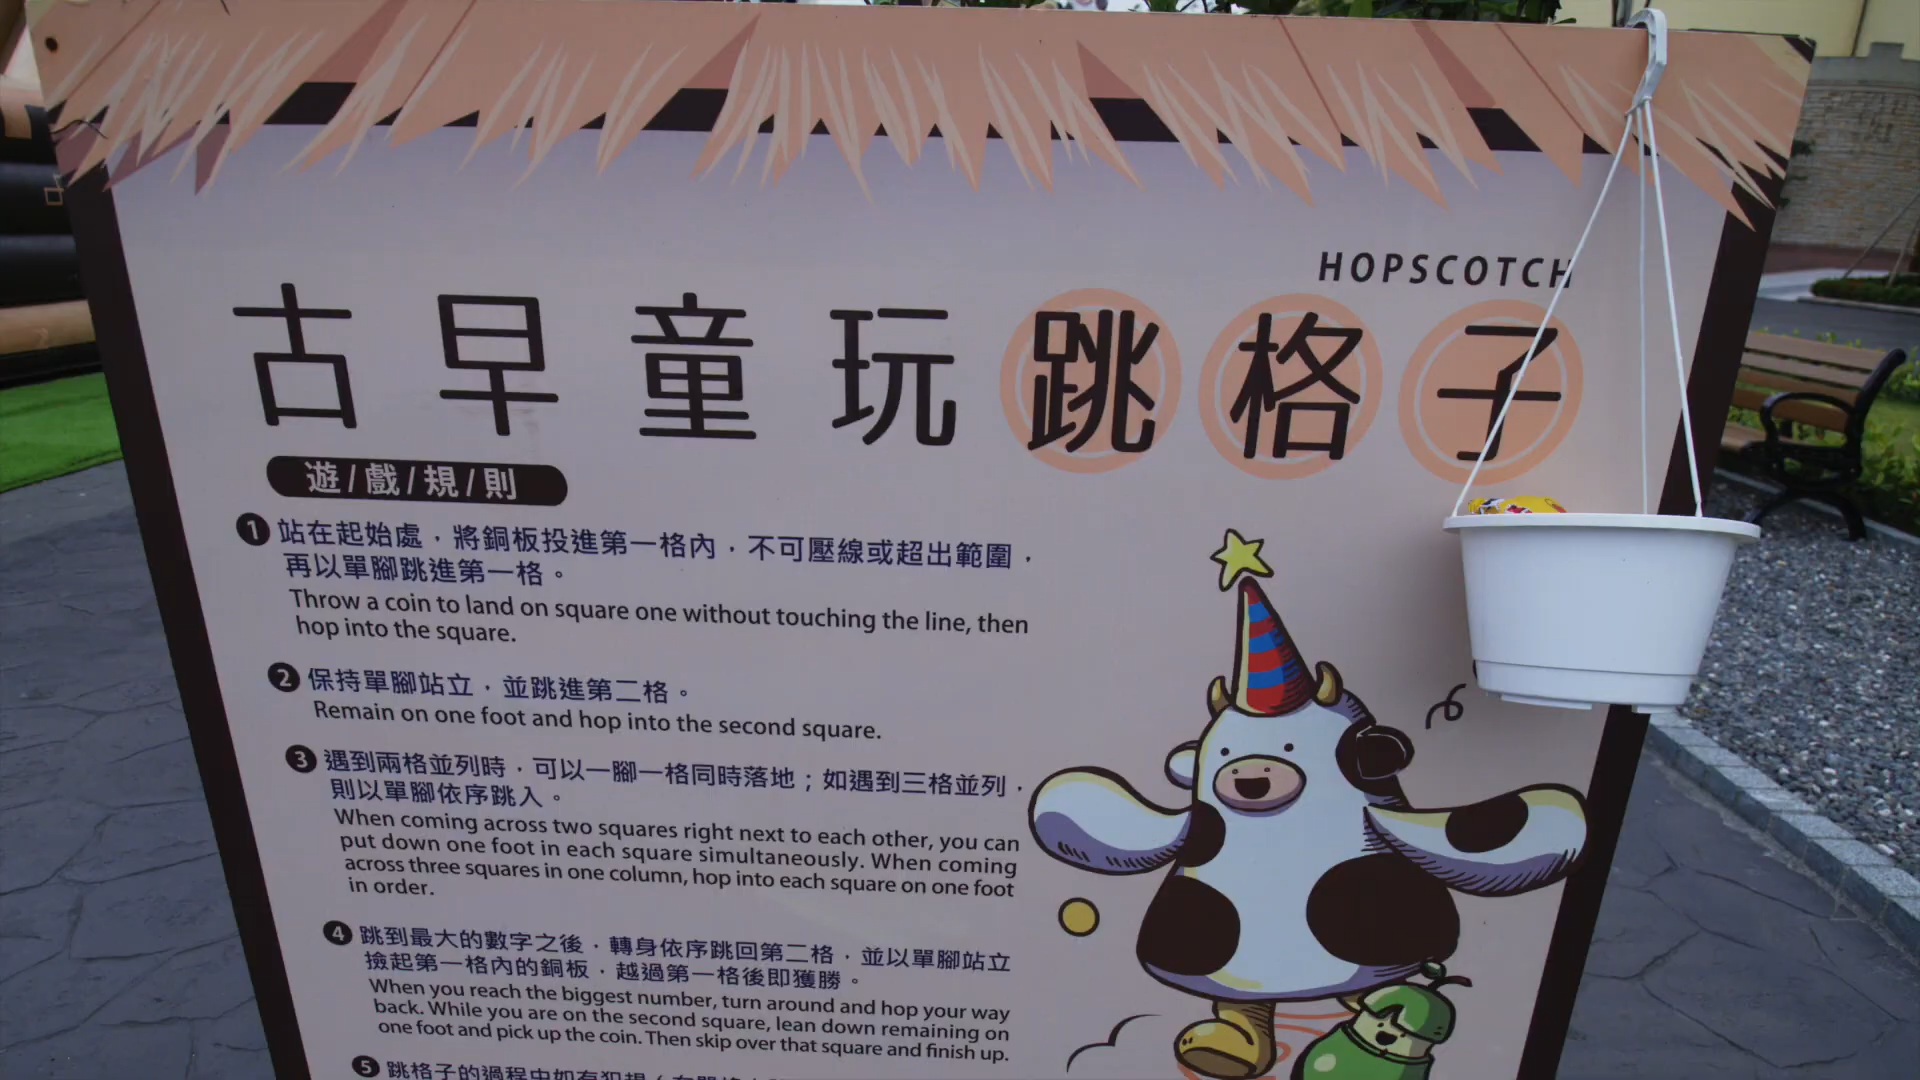 HOPSCOTCH
古早童玩跳格子
遊/戲/規/則
1 站在起始處，將銅板投進第一格內，不可壓線或超出範圍，
再以單腳跳進第一格。
Throw a coin to land on square one without touching the line, then
hop into the square.
2 保持單腳站立，並跳進第二格。
Remain on one foot and hop into the second square.
3 遇到兩格並列時，可以一腳一格同時落地；如遇到三格並列，
則以單腳依序跳入。
When coming across two squares right next to each other, you can
put down one foot in each square simultaneously. When coming
across three squares in one column, hop into each square on one foot
in order.
4 跳到最大的數字之後，轉身依序跳回第二格，並以單腳站立
撿起第一格內的銅板，越過第一格後即獲勝。
When you reach the biggest number, turn around and hop your way
back. While you are on the second square, lean down remaining on
one foot and pick up the coin. Then skip over that square and finish up.
5 跳格子的過程中如有犯規